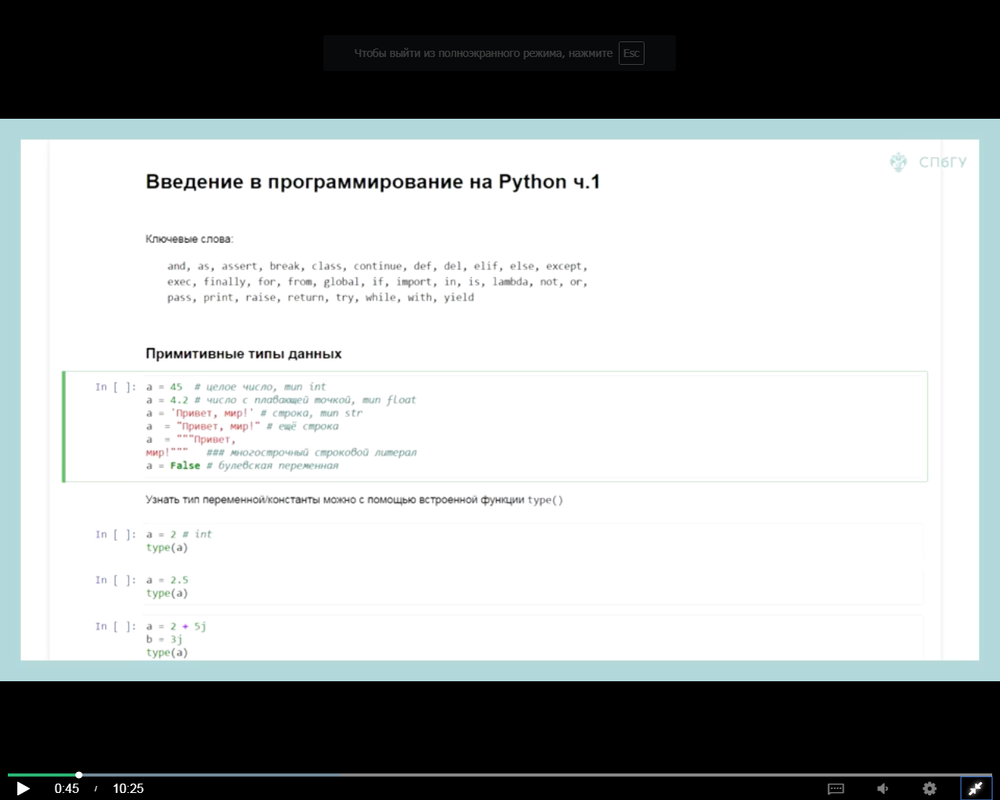 Чтобы выйти из полноэкранного режима, нажмите Esc
СПбГУ
Введение в программирование на Python ч.1
Ключевые слова:
and, as, assert, break, class, continue, def, del, elif, else, except,
exec, finally, for, from, global, if, import, in, is, lambda, not, or,
pass, print, raise, return, try, while, with, yield
Примитивные типы данных
In [ ]: a = 45  # целое число, тип int
a = 4.2 # число с плавающей точкой, тип float
a = 'Привет, мир!' # строка, тип str
a  = "Привет, мир!" # ещё строка
a  = """Привет,
мир!"""   ### многострочный строковой литерал
a = False # булевская переменная
Узнать тип переменной/константы можно с помощью встроенной функции type()
In [ ]: a = 2 # int
type(a)
In [ ]: a = 2.5
type(a)
In [ ]: a = 2 + 5j
b = 3j
type(a)
0:45 / 10:25